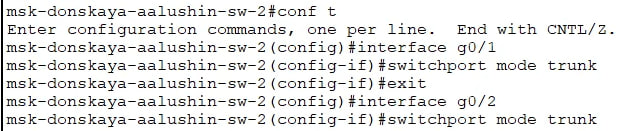 msk-donskaya-aalushin-sw-2#conf t
Enter configuration commands, one per line.  End with CNTL/Z.
msk-donskaya-aalushin-sw-2(config)#interface g0/1
msk-donskaya-aalushin-sw-2(config-if)#switchport mode trunk
msk-donskaya-aalushin-sw-2(config-if)#exit
msk-donskaya-aalushin-sw-2(config)#interface g0/2
msk-donskaya-aalushin-sw-2(config-if)#switchport mode trunk